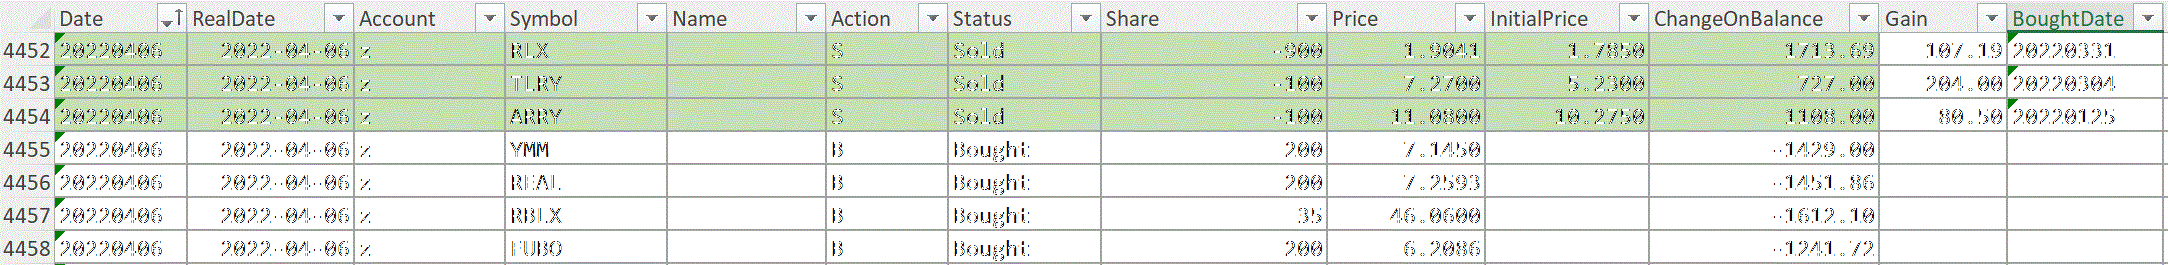 Date RealDate Account Symbol Name Action Status Share Price InitialPrice ChangeOnBalance Gain BoughtDate
4452 20220406 2022-04-06 z RLX S Sold -900 1.9041 1.7850 1713.69 107.19 20220331
4453 20220406 2022-04-06 z TLRY S Sold -100 7.2700 5.2300 727.00 204.00 20220304
4454 20220406 2022-04-06 z ARRY S Sold -100 11.0800 10.2750 1108.00 80.50 20220125
4455 20220406 2022-04-06 z YMM B Bought 200 7.1450 -1429.00
4456 20220406 2022-04-06 z REAL B Bought 200 7.2593 -1451.86
4457 20220406 2022-04-06 z RBLX B Bought 35 46.0600 -1612.10
4458 20220406 2022-04-06 z FUBO B Bought 200 6.2086 -1241.72